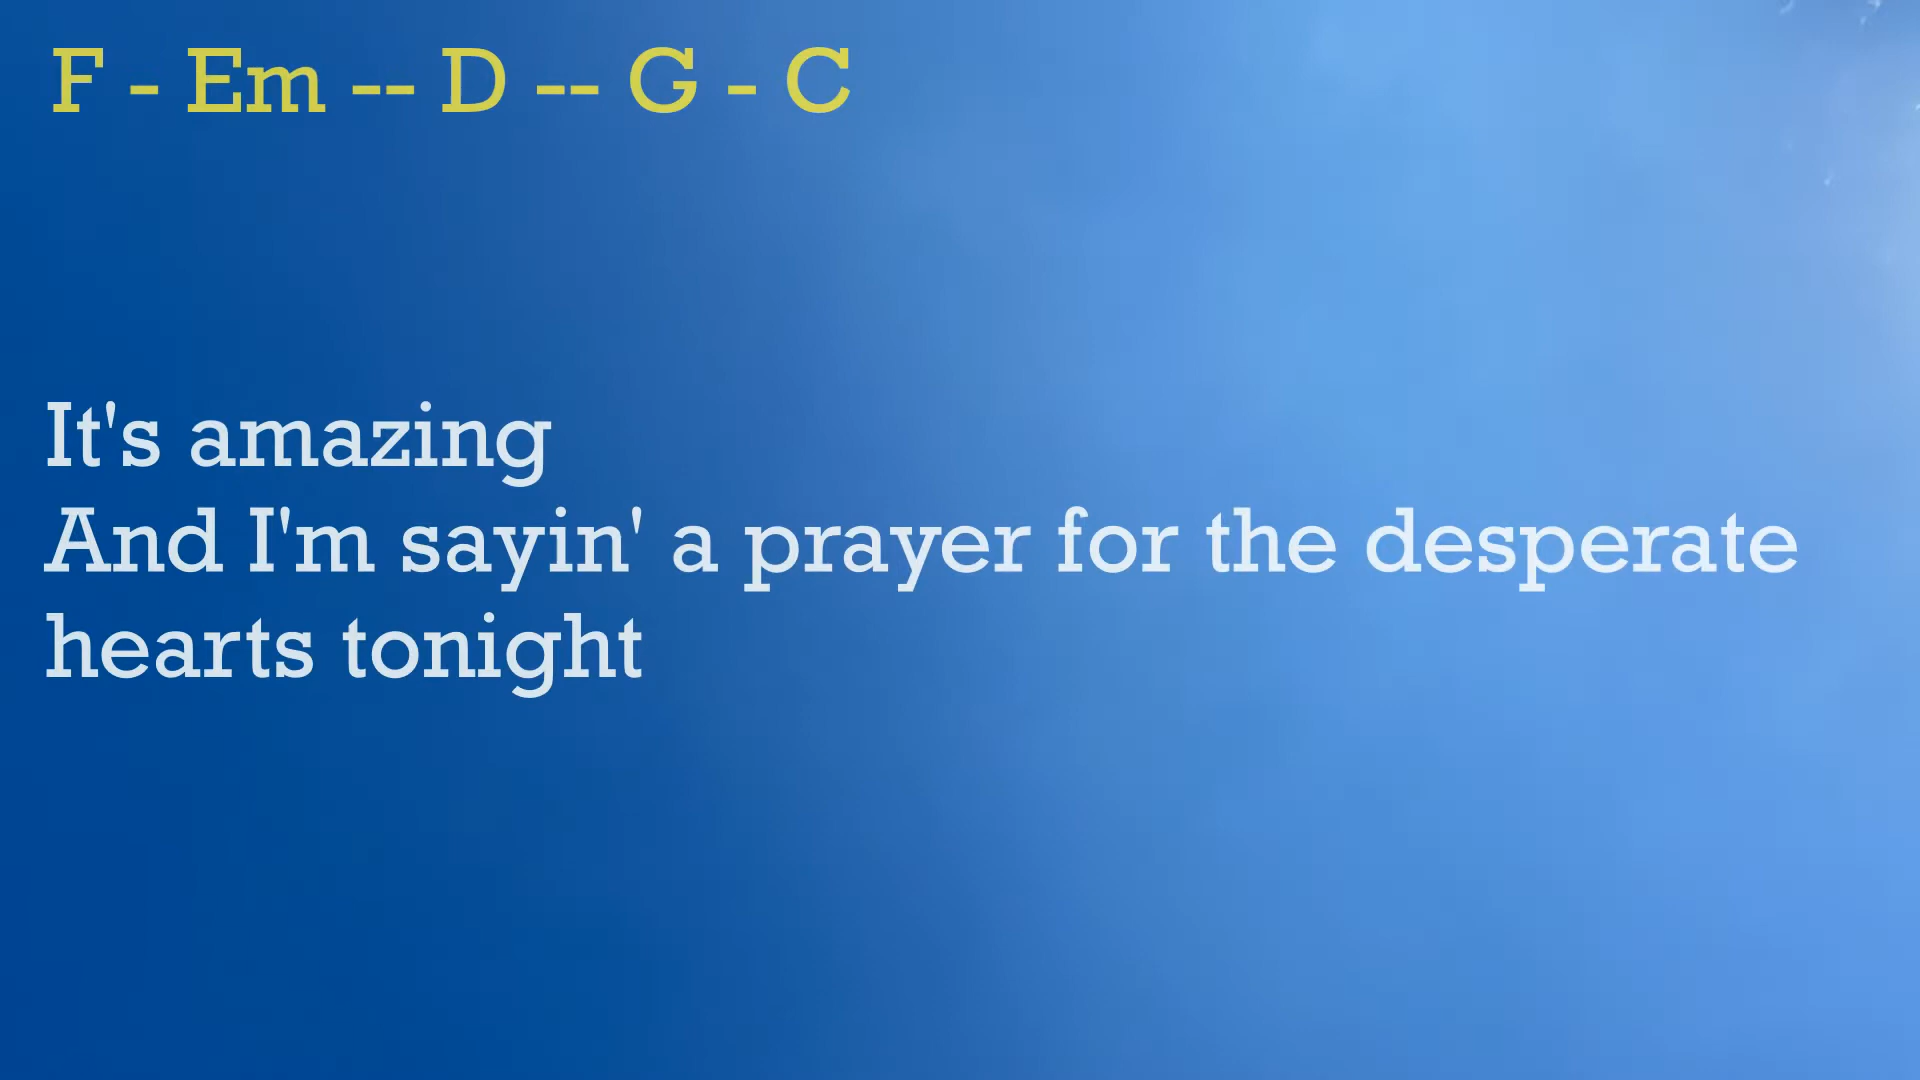 F - Em -- D -- G - C
It's amazing
And I'm sayin' a prayer for the desperate
hearts tonight